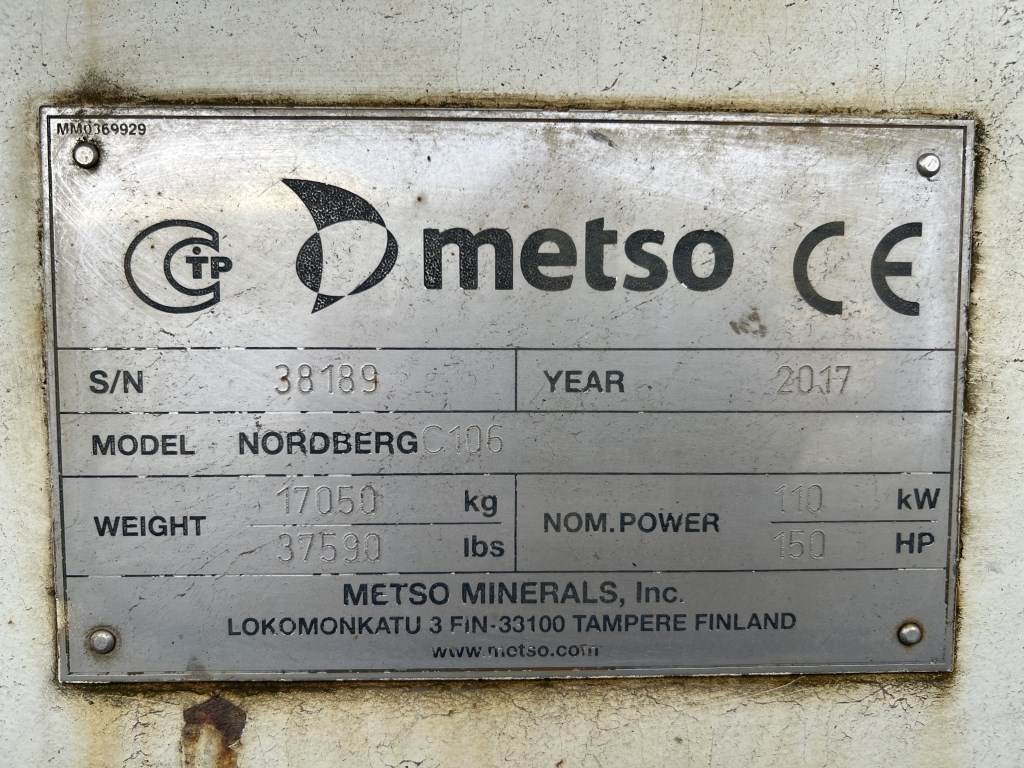 MM0369929
CTP metso CE
S/N 38189 YEAR 2017
MODEL NORDBERG C106
WEIGHT 17050 kg NOM.POWER 110 kW
37590 lbs 150 HP
METSO MINERALS, Inc.
LOKOMONKATU 3 FIN-33100 TAMPERE FINLAND
www.metso.com